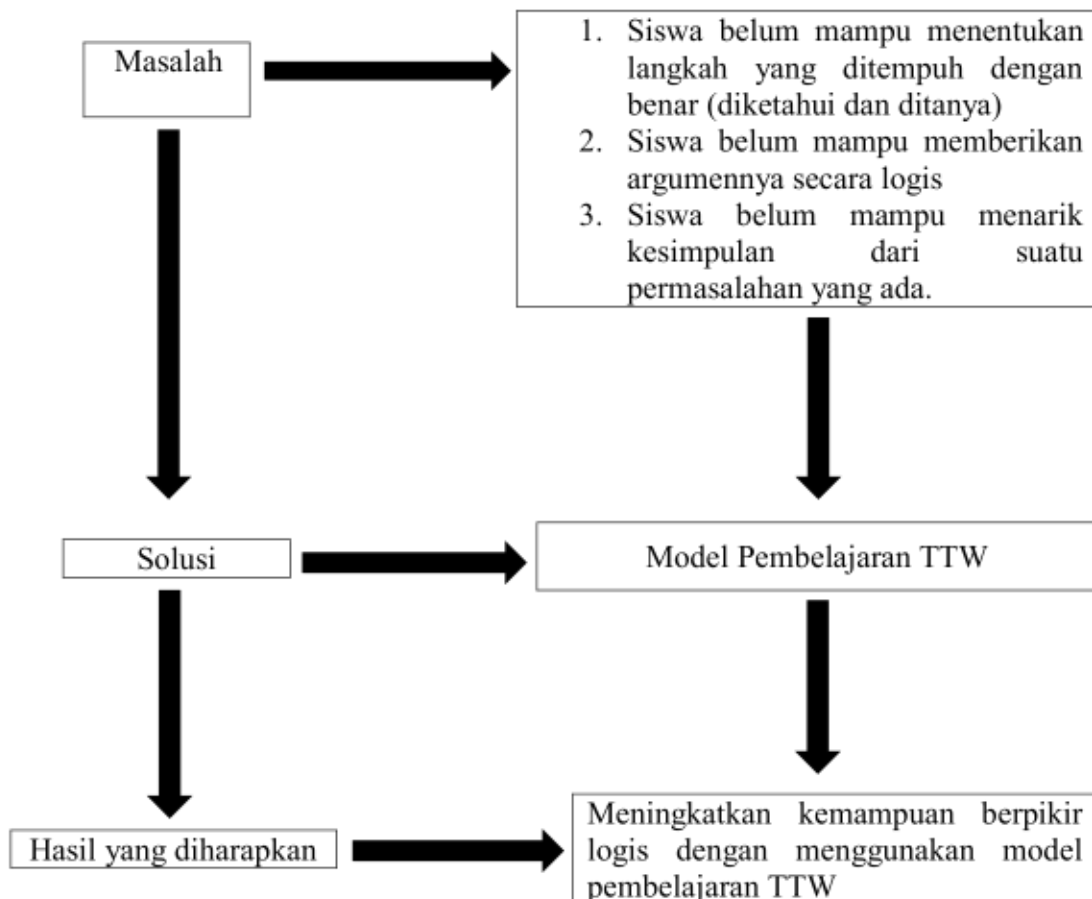 Masalah
1. Siswa belum mampu menentukan
langkah yang ditempuh dengan
benar (diketahui dan ditanya)
2. Siswa belum mampu memberikan
argumennya secara logis
3. Siswa belum mampu menarik
kesimpulan dari suatu
permasalahan yang ada.
Solusi
Model Pembelajaran TTW
Hasil yang diharapkan
Meningkatkan kemampuan berpikir
logis dengan menggunakan model
pembelajaran TTW